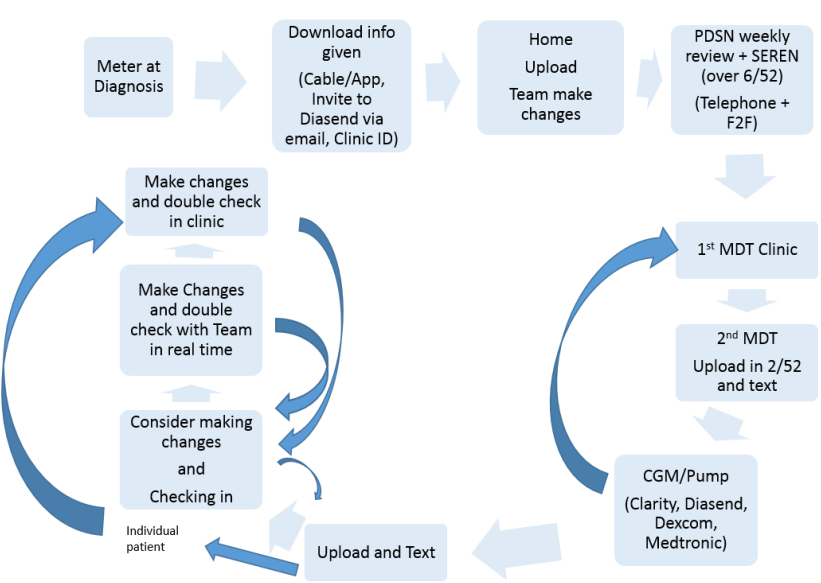 Meter at
Diagnosis
Download info
given
(Cable/App,
Invite to
Diasend via
email, Clinic ID)
Home
Upload
Team make
changes
PDSN weekly
review + SEREN
(over 6/52)
(Telephone +
F2F)
1st MDT Clinic
2nd MDT
Upload in 2/52
and text
CGM/Pump
(Clarity, Diasend,
Dexcom,
Medtronic)
Upload and Text
Individual
patient
Consider making
changes
and
Checking in
Make Changes
and double
check with Team
in real time
Make changes
and double check
in clinic